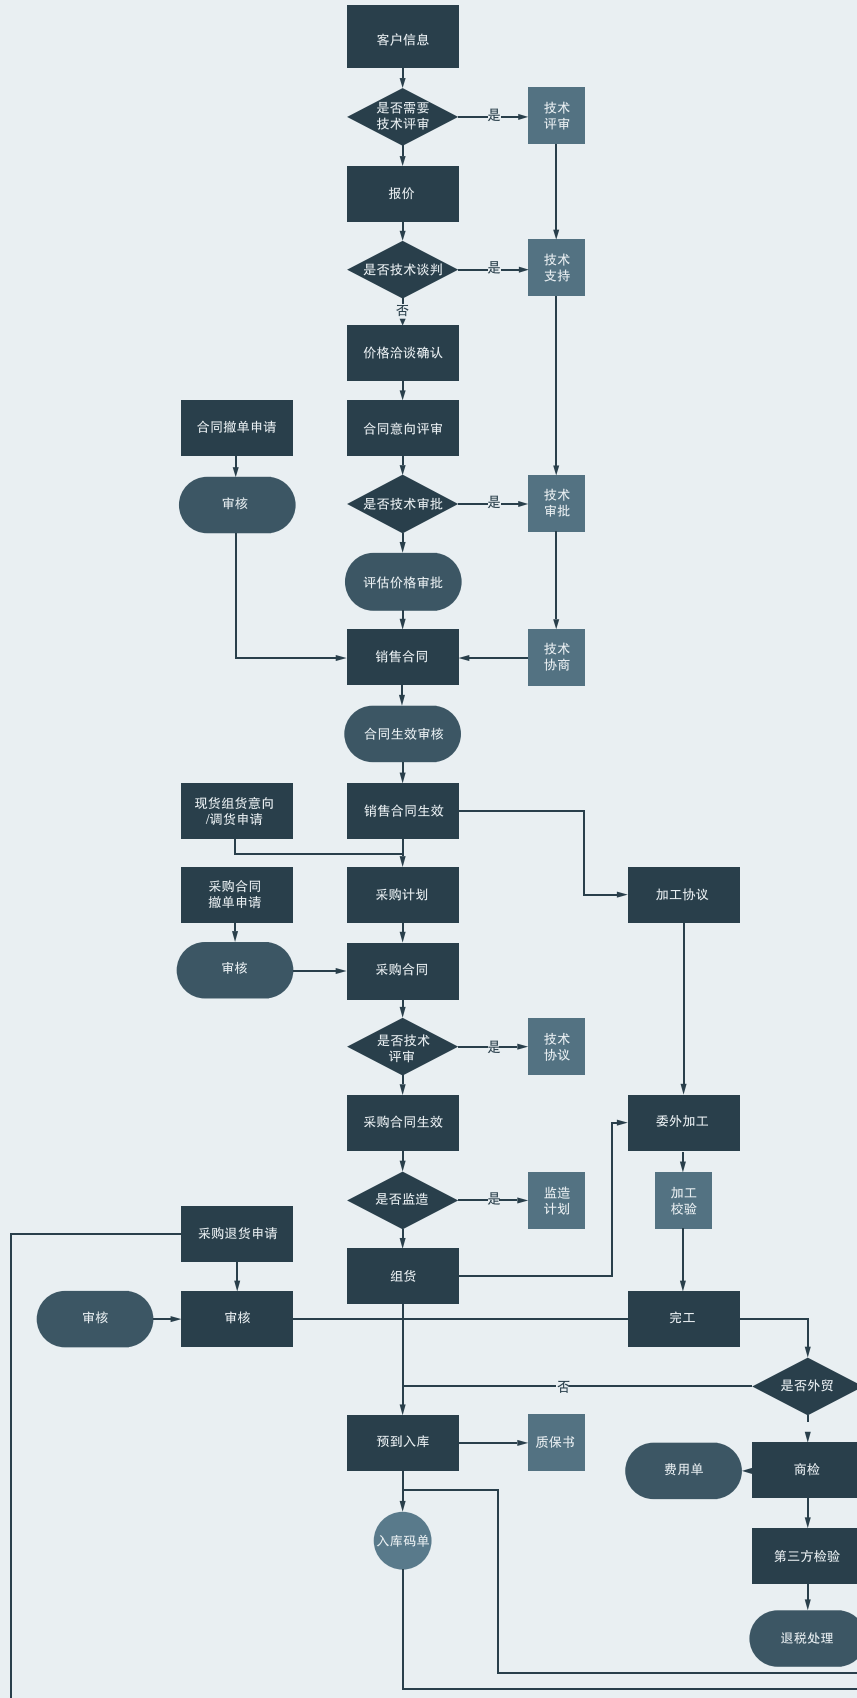 客户信息
是否需要
技术评审
是
技术
评审
报价
是否技术谈判
是
技术
支持
否
价格洽谈确认
合同撤单申请
合同意向评审
审核
是否技术审批
是
技术
审批
评估价格审批
销售合同
技术
协商
合同生效审核
现货组货意向
/调货申请
销售合同生效
采购合同
撤单申请
采购计划
加工协议
审核
采购合同
是否技术
评审
是
技术
协议
采购合同生效
委外加工
是否监造
是
监造
计划
加工
校验
采购退货申请
组货
审核
审核
完工
否
是否外贸
预到入库
质保书
费用单
商检
入库码单
第三方检验
退税处理